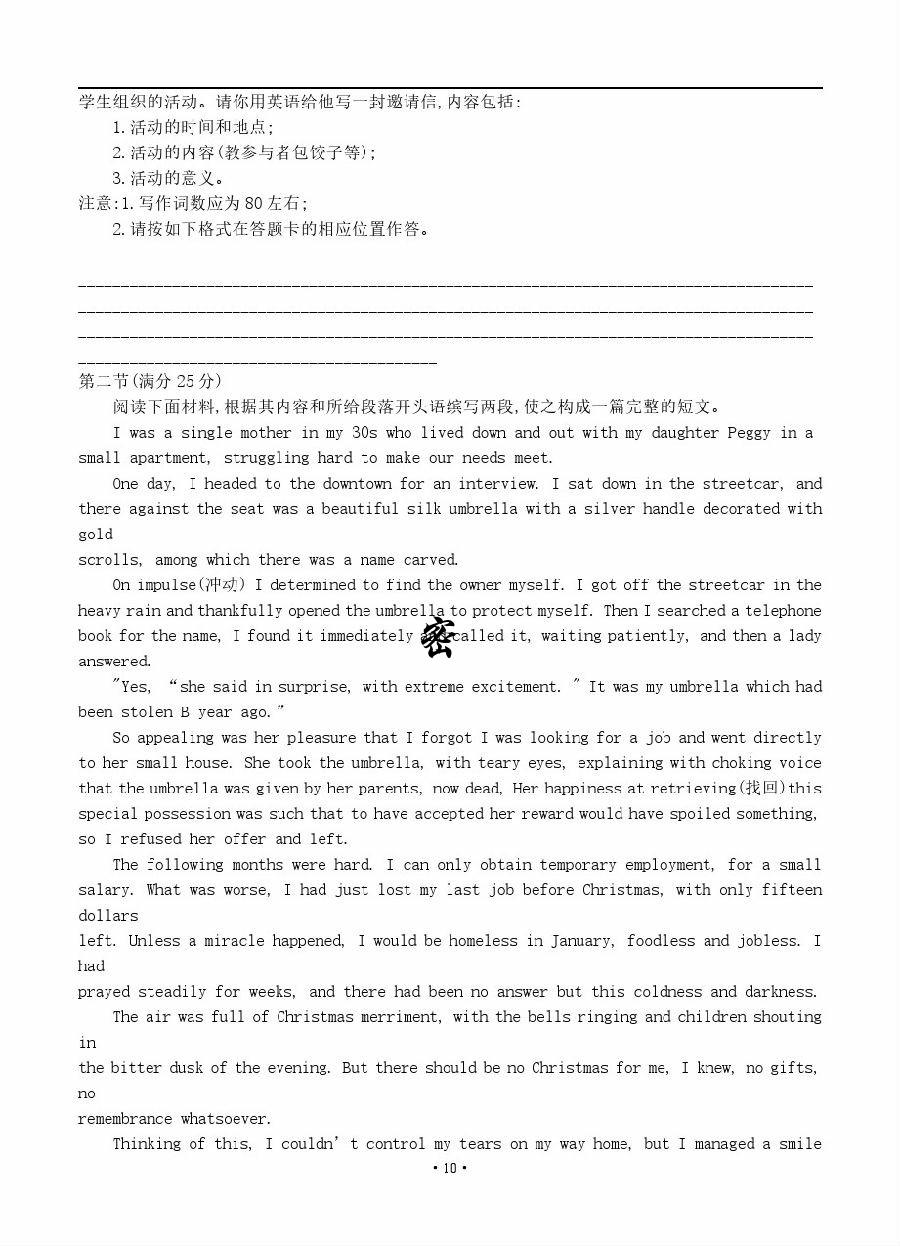 学生组织的活动。请你用英语给他写一封邀请信,内容包括:
1.活动的时间和地点;
2.活动的内容(教参与者包饺子等);
3.活动的意义。
注意:1.写作词数应为80左右;
2.请按如下格式在答题卡的相应位置作答。
第二节(满分25分)
阅读下面材料,根据其内容和所给段落开头语缤写两段,使之构成一篇完整的短文。
I was a single mother in my 30s who lived down and out with my daughter Peggy in a
small apartment, struggling hard to make our needs meet.
One day, I headed to the downtown for an interview. I sat down in the streetcar, and
there against the seat was a beautiful silk umbrella with a silver handle decorated with
gold
scrolls, among which there was a name carved.
On impulse(冲动) I determined to find the owner myself. I got off the streetcar in the
heavy rain and thankfully opened the umbrella to protect myself. Then I searched a telephone
book for the name, I found it immediately called it, waiting patiently, and then a lady
密
answered.
"Yes, “she said in surprise, with extreme excitement. " It was my umbrella which had
been stolen B year ago."
So appealing was her pleasure that I forgot I was looking for a job and went directly
to her small house. She took the umbrella, with teary eyes, explaining with choking voice
that the umbrella was given by her parents, now dead, Her happiness at retrieving(找回)this
special possession was such that to have accepted her reward would have spoiled something,
so I refused her offer and left.
The following months were hard. I can only obtain temporary employment, for a small
salary. What was worse, I had just lost my last job before Christmas, with only fifteen
dollars
left. Unless a miracle happened, I would be homeless in January, foodless and jobless. I
had
prayed steadily for weeks, and there had been no answer but this coldness and darkness.
The air was full of Christmas merriment, with the bells ringing and children shouting
in
the bitter dusk of the evening. But there should be no Christmas for me, I knew, no gifts,
no
remembrance whatsoever.
Thinking of this, I couldn’t control my tears on my way home, but I managed a smile
·10·